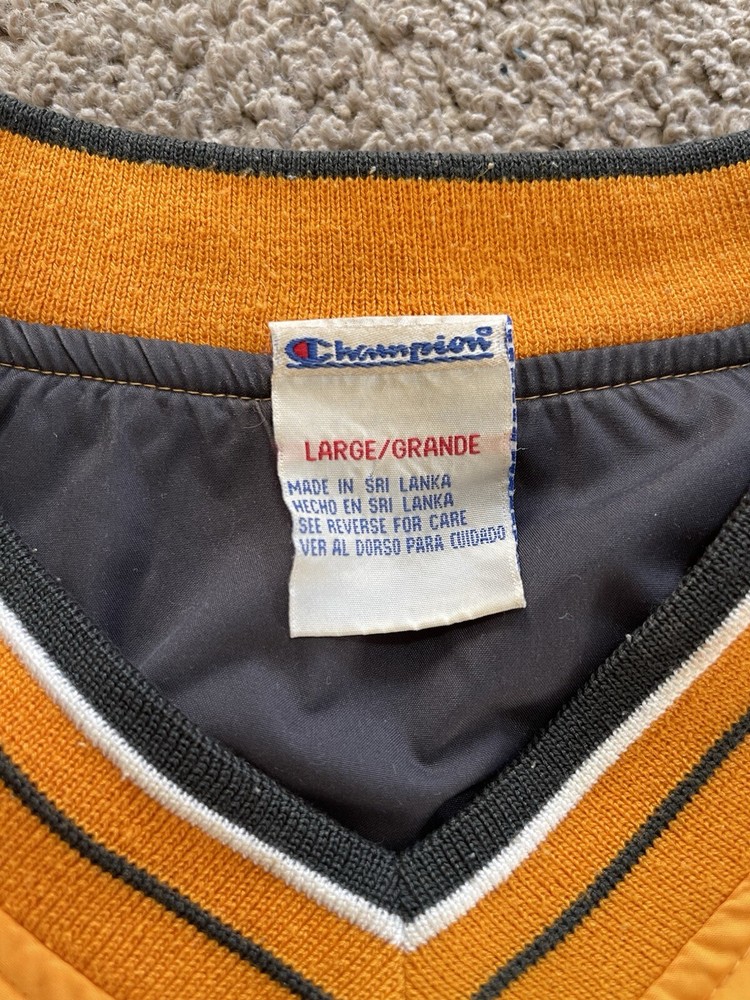 Champion
LARGE/GRANDE
MADE IN SRI LANKA
HECHO EN SRI LANKA
SEE REVERSE FOR CARE
VER AL DORSO PARA CUIDADO